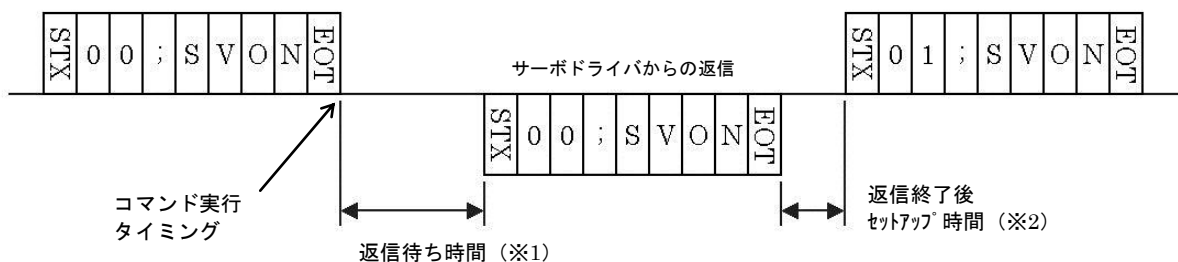 STX 0 0 ; S V O N EOT
STX 0 1 ; S V O N EOT
サーボドライバからの返信
STX 0 0 ; S V O N EOT
コマンド実行
タイミング
返信待ち時間（※1）
返信終了後
ｾｯﾄｱｯﾌﾟ時間（※2）